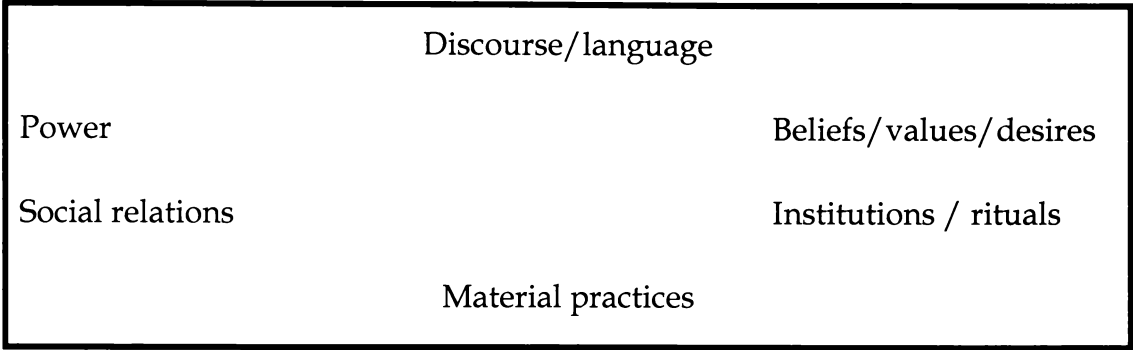 Discourse/language
Power Beliefs/values/desires
Social relations Institutions / rituals
Material practices